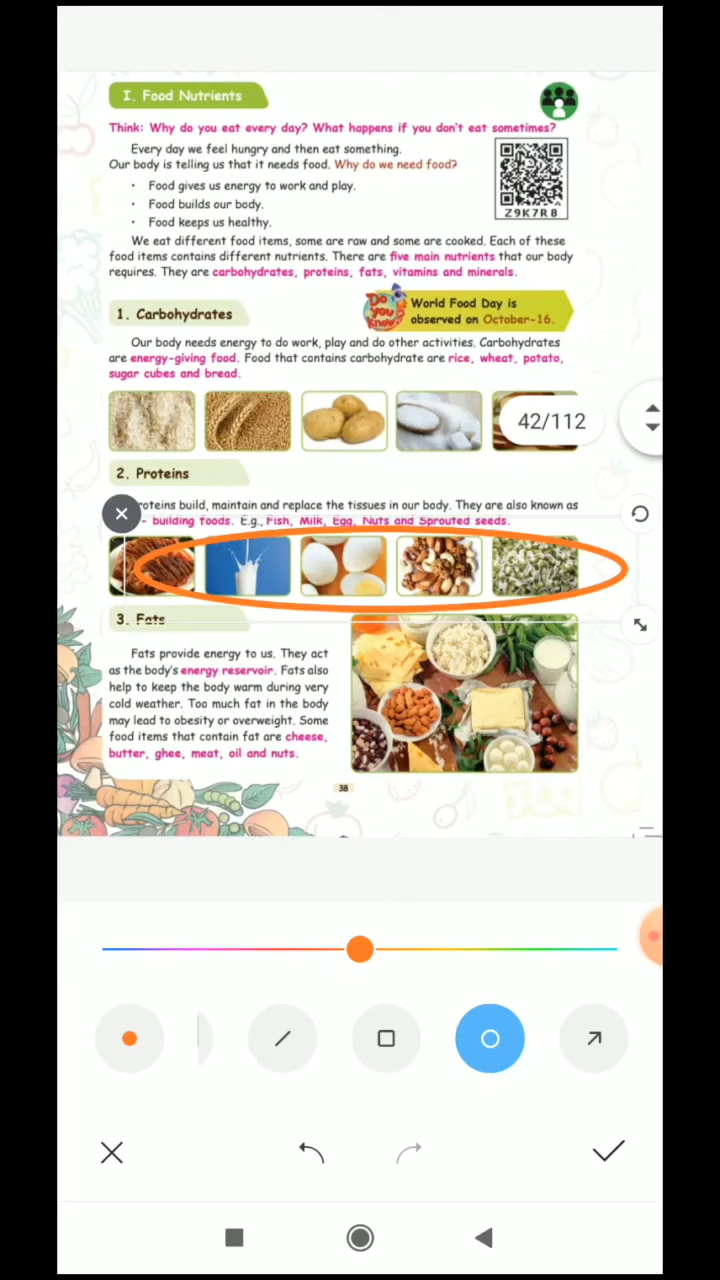 I. Food Nutrients
Think: Why do you eat every day? What happens if you don't eat sometimes?
Every day we feel hungry and then eat something.
Our body is telling us that it needs food. Why do we need food?
• Food gives us energy to work and play.
• Food builds our body.
• Food keeps us healthy.
Z9K7R8
We eat different food items, some are raw and some are cooked. Each of these
food items contains different nutrients. There are five main nutrients that our body
requires. They are carbohydrates, proteins, fats, vitamins and minerals.
1. Carbohydrates
Do you know?
World Food Day is
observed on October-16.
Our body needs energy to do work, play and do other activities. Carbohydrates
are energy-giving food. Food that contains carbohydrate are rice, wheat, potato,
sugar cubes and bread.
42/112
2. Proteins
roteins build, maintain and replace the tissues in our body. They are also known as
- building foods. E.g., Fish, Milk, Egg, Nuts and Sprouted seeds.
3. Fats
Fats provide energy to us. They act
as the body's energy reservoir. Fats also
help to keep the body warm during very
cold weather. Too much fat in the body
may lead to obesity or overweight. Some
food items that contain fat are cheese,
butter, ghee, meat, oil and nuts.
38